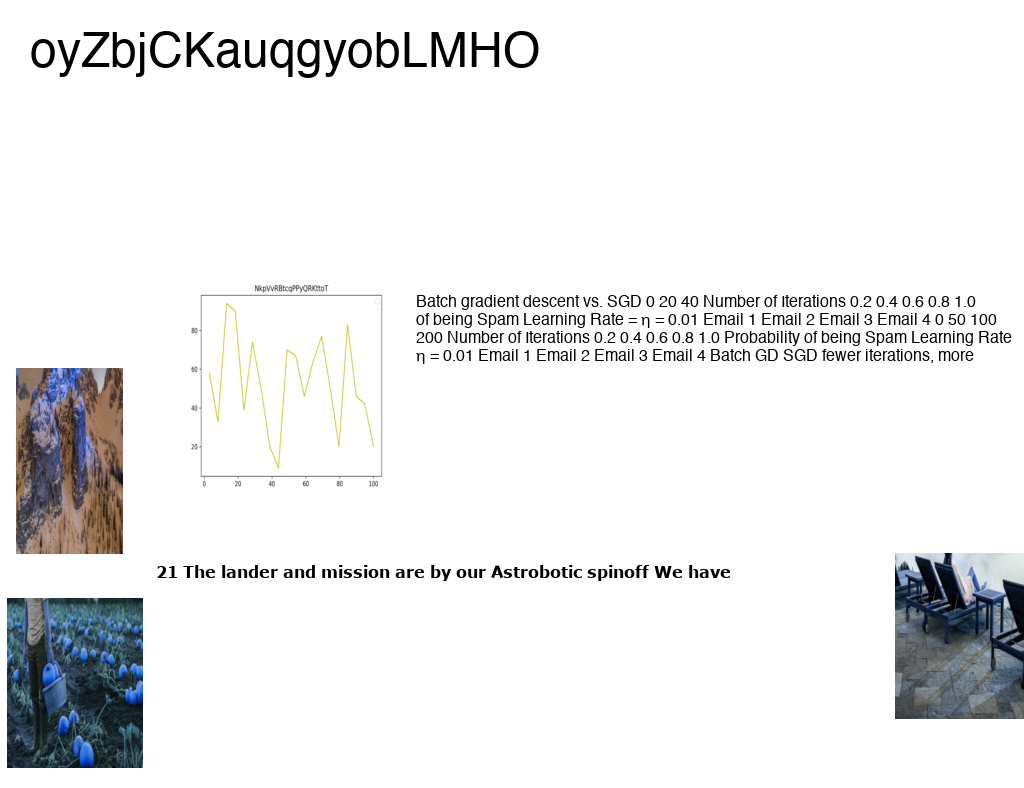 oyZbjCKauqgyobLMHO
NkpVvRBtcqPPyQRKttoT
80
60
40
20
0 20 40 60 80 100
Batch gradient descent vs. SGD 0 20 40 Number of Iterations 0.2 0.4 0.6 0.8 1.0
of being Spam Learning Rate = η = 0.01 Email 1 Email 2 Email 3 Email 4 0 50 100
200 Number of Iterations 0.2 0.4 0.6 0.8 1.0 Probability of being Spam Learning Rate
η = 0.01 Email 1 Email 2 Email 3 Email 4 Batch GD SGD fewer iterations, more
21 The lander and mission are by our Astrobotic spinoff We have